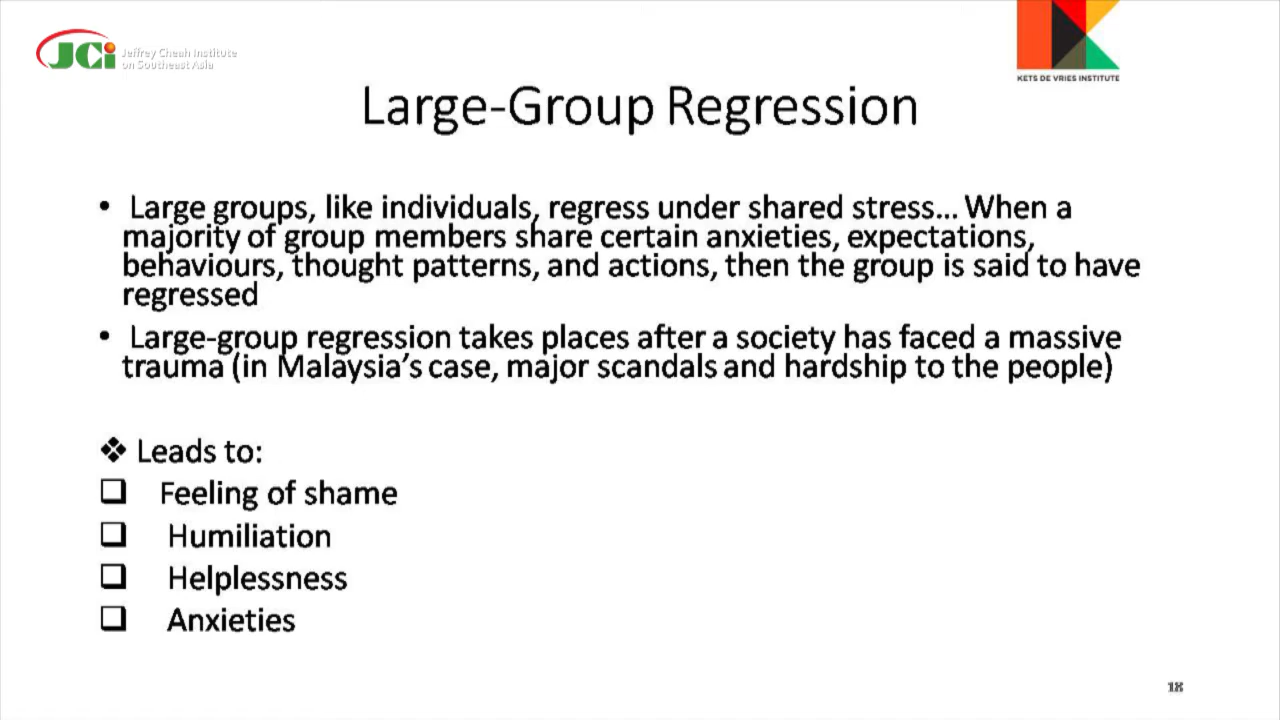 JCi Jeffrey Cheah Institute
on Southeast Asia
KETS DE VRIES INSTITUTE
Large-Group Regression
• Large groups, like individuals, regress under shared stress... When a
majority of group members share certain anxieties, expectations,
behaviours, thought patterns, and actions, then the group is said to have
regressed
• Large-group regression takes places after a society has faced a massive
trauma (in Malaysia's case, major scandals and hardship to the people)
❖ Leads to:
❑ Feeling of shame
❑ Humiliation
❑ Helplessness
❑ Anxieties
18